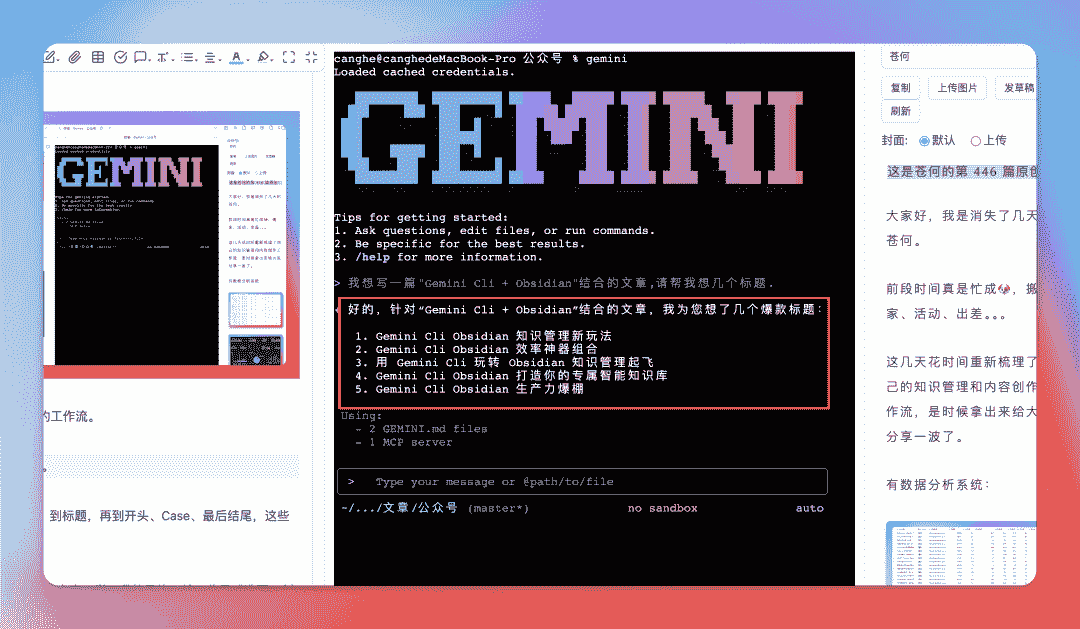 的工作流。
到标题，再到开头、Case、最后结尾，这些
canghe@canghedeMacBook-Pro 公众号 % gemini
Loaded cached credentials.
GEMINI
Tips for getting started:
1. Ask questions, edit files, or run commands.
2. Be specific for the best results.
3. /help for more information.
> 我想写一篇"Gemini Cli + Obsidian"结合的文章,请帮我想几个标题.
好的，针对“Gemini Cli + Obsidian”结合的文章，我为您想了几个爆款标题：
1. Gemini Cli Obsidian 知识管理新玩法
2. Gemini Cli Obsidian 效率神器组合
3. 用 Gemini Cli 玩转 Obsidian 知识管理起飞
4. Gemini Cli Obsidian 打造你的专属智能知识库
5. Gemini Cli Obsidian 生产力爆棚
Using:
- 2 GEMINI.md files
- 1 MCP server
> Type your message or @path/to/file
~/.../文章/公众号 (master*) no sandbox auto
苍何
复制 上传图片 发草稿
刷新
封面: 默认 上传
这是苍何的第 446 篇原创
大家好，我是消失了几天
苍何。
前段时间真是忙成🐶，搬
家、活动、出差。。。
这几天花时间重新梳理了
己的知识管理和内容创作
作流，是时候拿出来给大
分享一波了。
有数据分析系统：